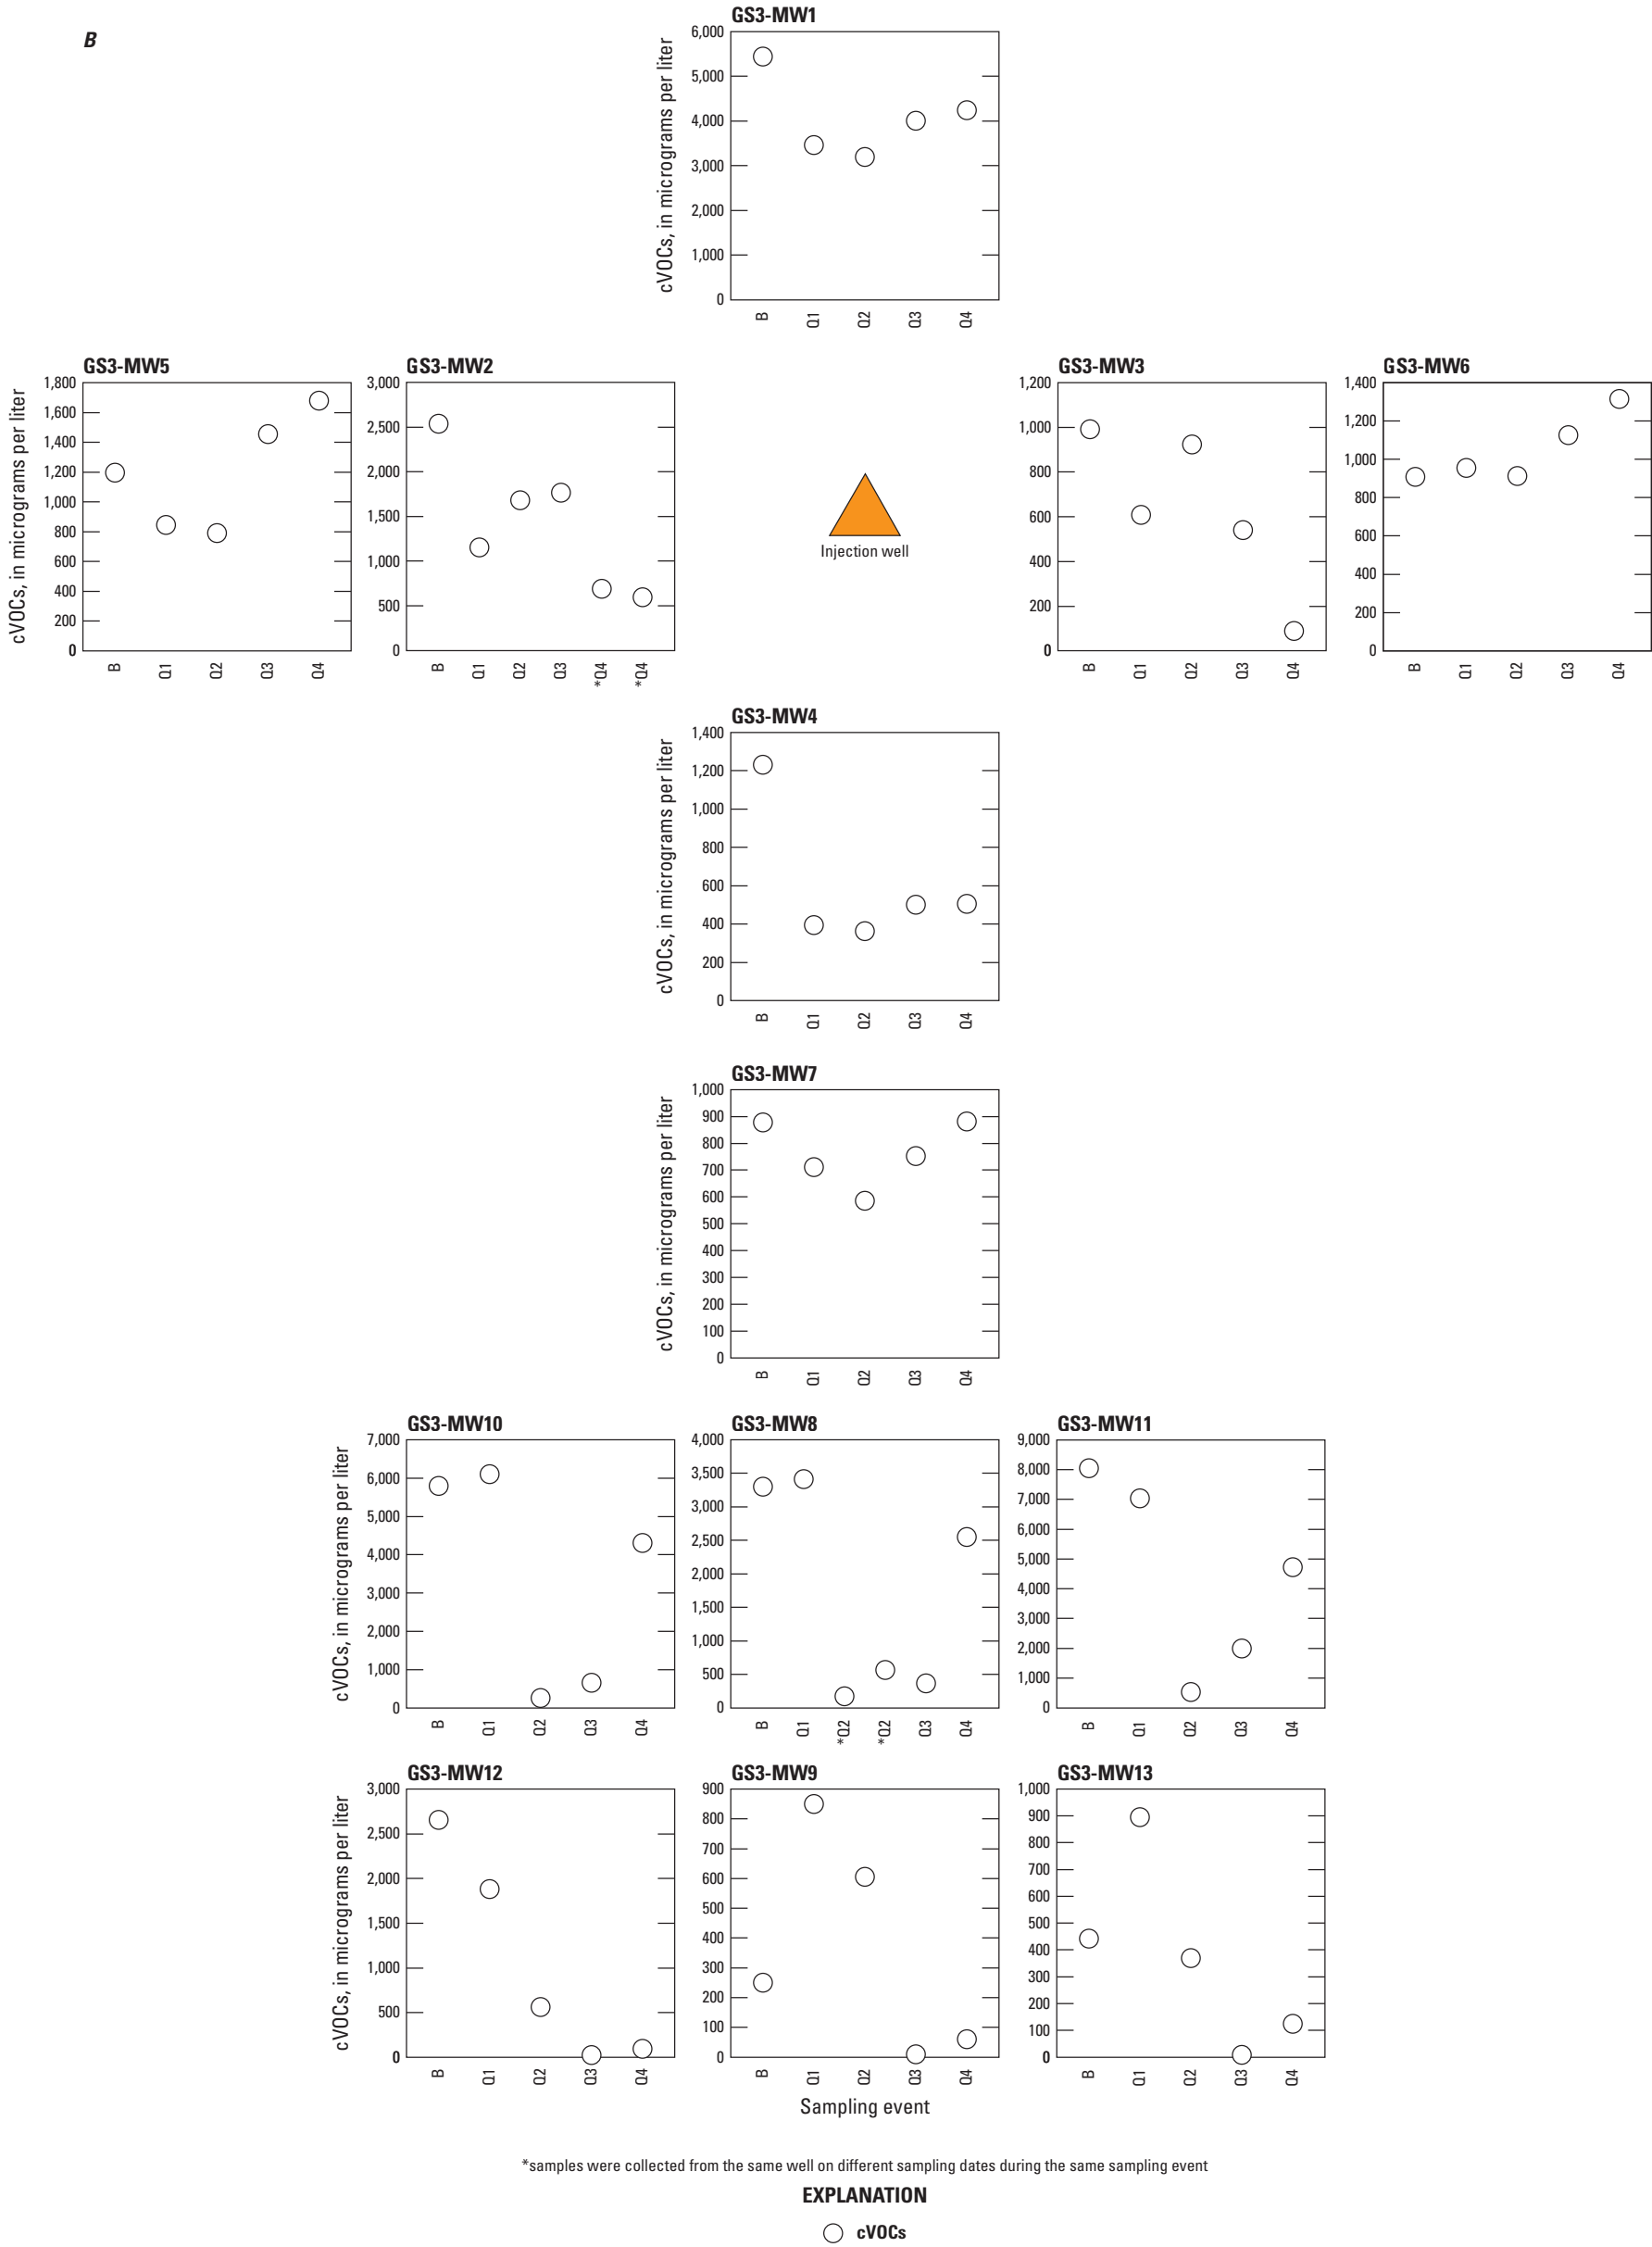 B
GS3-MW1
cVOCs, in micrograms per liter
6,000
5,000
4,000
3,000
2,000
1,000
0
B
Q1
Q2
Q3
Q4
GS3-MW5
cVOCs, in micrograms per liter
1,800
1,600
1,400
1,200
1,000
800
600
400
200
0
B
Q1
Q2
Q3
Q4
GS3-MW2
3,000
2,500
2,000
1,500
1,000
500
0
B
Q1
Q2
Q3
*Q4
*Q4
Injection well
GS3-MW3
1,200
1,000
800
600
400
200
0
B
Q1
Q2
Q3
Q4
GS3-MW6
1,400
1,200
1,000
800
600
400
200
0
B
Q1
Q2
Q3
Q4
GS3-MW4
cVOCs, in micrograms per liter
1,400
1,200
1,000
800
600
400
200
0
B
Q1
Q2
Q3
Q4
GS3-MW7
cVOCs, in micrograms per liter
1,000
900
800
700
600
500
400
300
200
100
0
B
Q1
Q2
Q3
Q4
GS3-MW10
cVOCs, in micrograms per liter
7,000
6,000
5,000
4,000
3,000
2,000
1,000
0
B
Q1
Q2
Q3
Q4
GS3-MW8
4,000
3,500
3,000
2,500
2,000
1,500
1,000
500
0
B
Q1
*Q2
*Q2
Q3
Q4
GS3-MW11
9,000
8,000
7,000
6,000
5,000
4,000
3,000
2,000
1,000
0
B
Q1
Q2
Q3
Q4
GS3-MW12
cVOCs, in micrograms per liter
3,000
2,500
2,000
1,500
1,000
500
0
B
Q1
Q2
Q3
Q4
GS3-MW9
900
800
700
600
500
400
300
200
100
0
B
Q1
Q2
Q3
Q4
GS3-MW13
1,000
900
800
700
600
500
400
300
200
100
0
B
Q1
Q2
Q3
Q4
Sampling event
*samples were collected from the same well on different sampling dates during the same sampling event
EXPLANATION
cVOCs